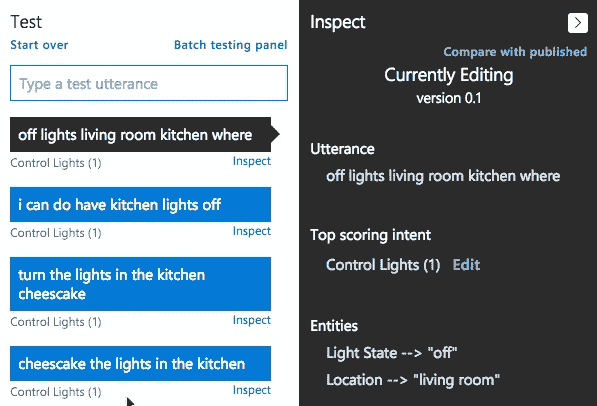 Test
Start over
Batch testing panel
Type a test utterance
off lights living room kitchen where
Control Lights (1)
Inspect
i can do have kitchen lights off
Control Lights (1)
Inspect
turn the lights in the kitchen
cheescake
Control Lights (1)
Inspect
cheescake the lights in the kitchen
Control Lights (1)
Inspect
Inspect
Compare with published
Currently Editing
version 0.1
Utterance
off lights living room kitchen where
Top scoring intent
Control Lights (1) Edit
Entities
Light State --> "off"
Location --> "living room"